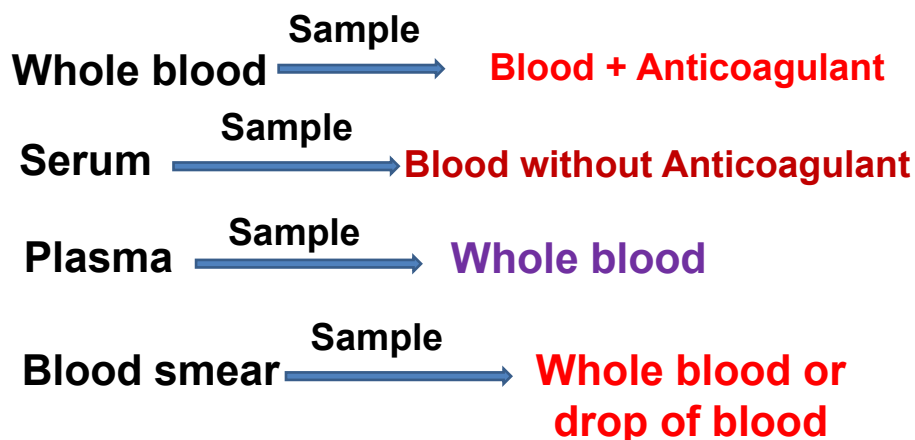 Sample
Whole blood Blood + Anticoagulant
Sample
Serum Blood without Anticoagulant
Sample
Plasma Whole blood
Sample
Blood smear Whole blood or
drop of blood